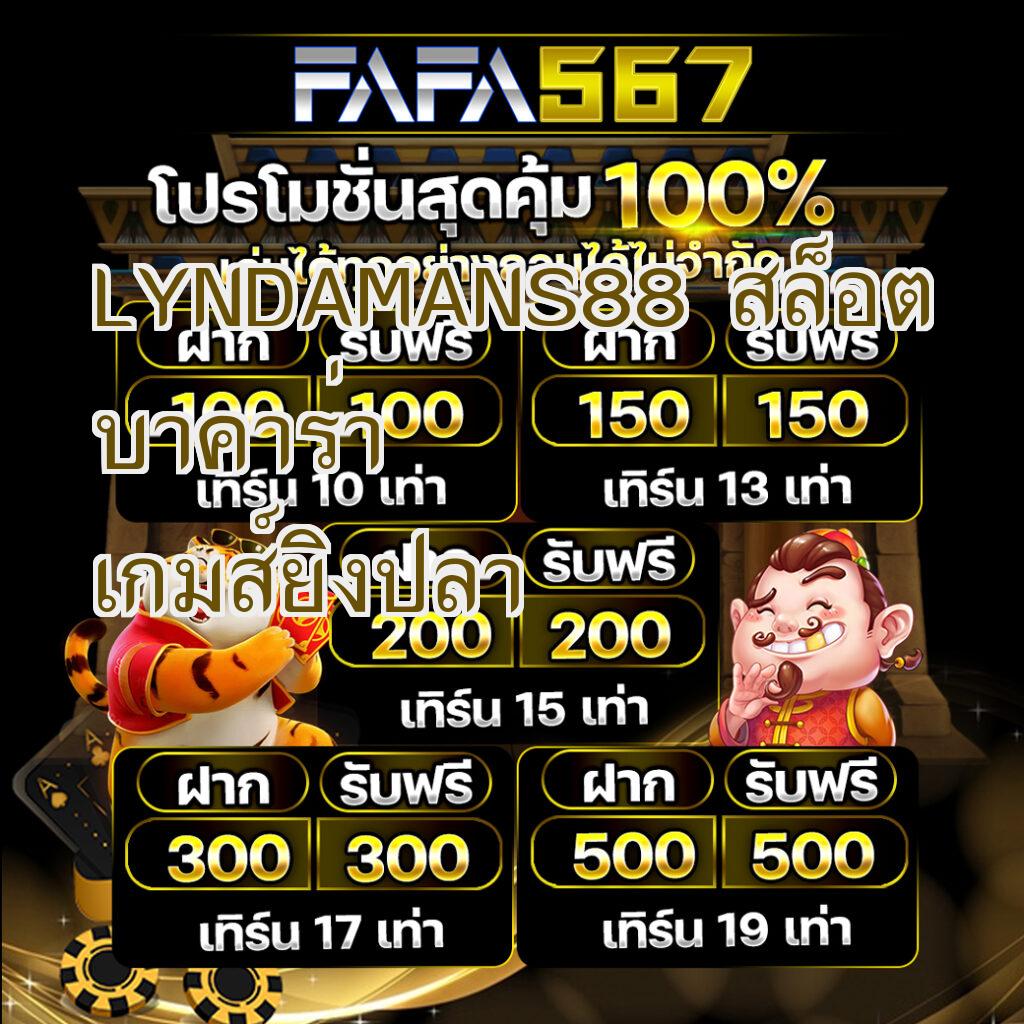 FAFA567
โปรโมชั่นสุดคุ้ม 100%
LYNDAMANS88 สล็อต
ฝาก รับฟรี ฝาก รับฟรี
100 100 150 150
บาคาร่า
เทิร์น 10 เท่า เทิร์น 13 เท่า
ฝาก รับฟรี
เกมส์ยิงปลา
200 200
เทิร์น 15 เท่า
ฝาก รับฟรี ฝาก รับฟรี
300 300 500 500
เทิร์น 17 เท่า เทิร์น 19 เท่า